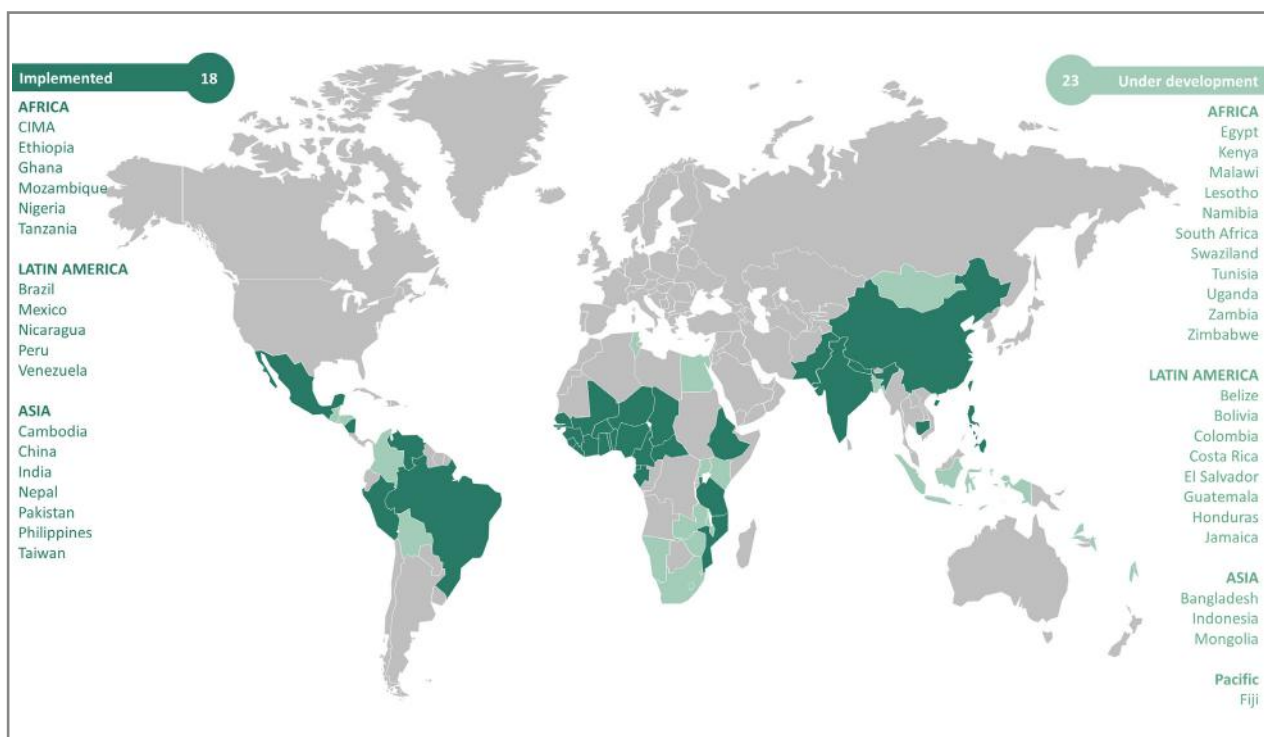 Implemented 18
AFRICA
CIMA
Ethiopia
Ghana
Mozambique
Nigeria
Tanzania
LATIN AMERICA
Brazil
Mexico
Nicaragua
Peru
Venezuela
ASIA
Cambodia
China
India
Nepal
Pakistan
Philippines
Taiwan
23 Under development
AFRICA
Egypt
Kenya
Malawi
Lesotho
Namibia
South Africa
Swaziland
Tunisia
Uganda
Zambia
Zimbabwe
LATIN AMERICA
Belize
Bolivia
Colombia
Costa Rica
El Salvador
Guatemala
Honduras
Jamaica
ASIA
Bangladesh
Indonesia
Mongolia
Pacific
Fiji